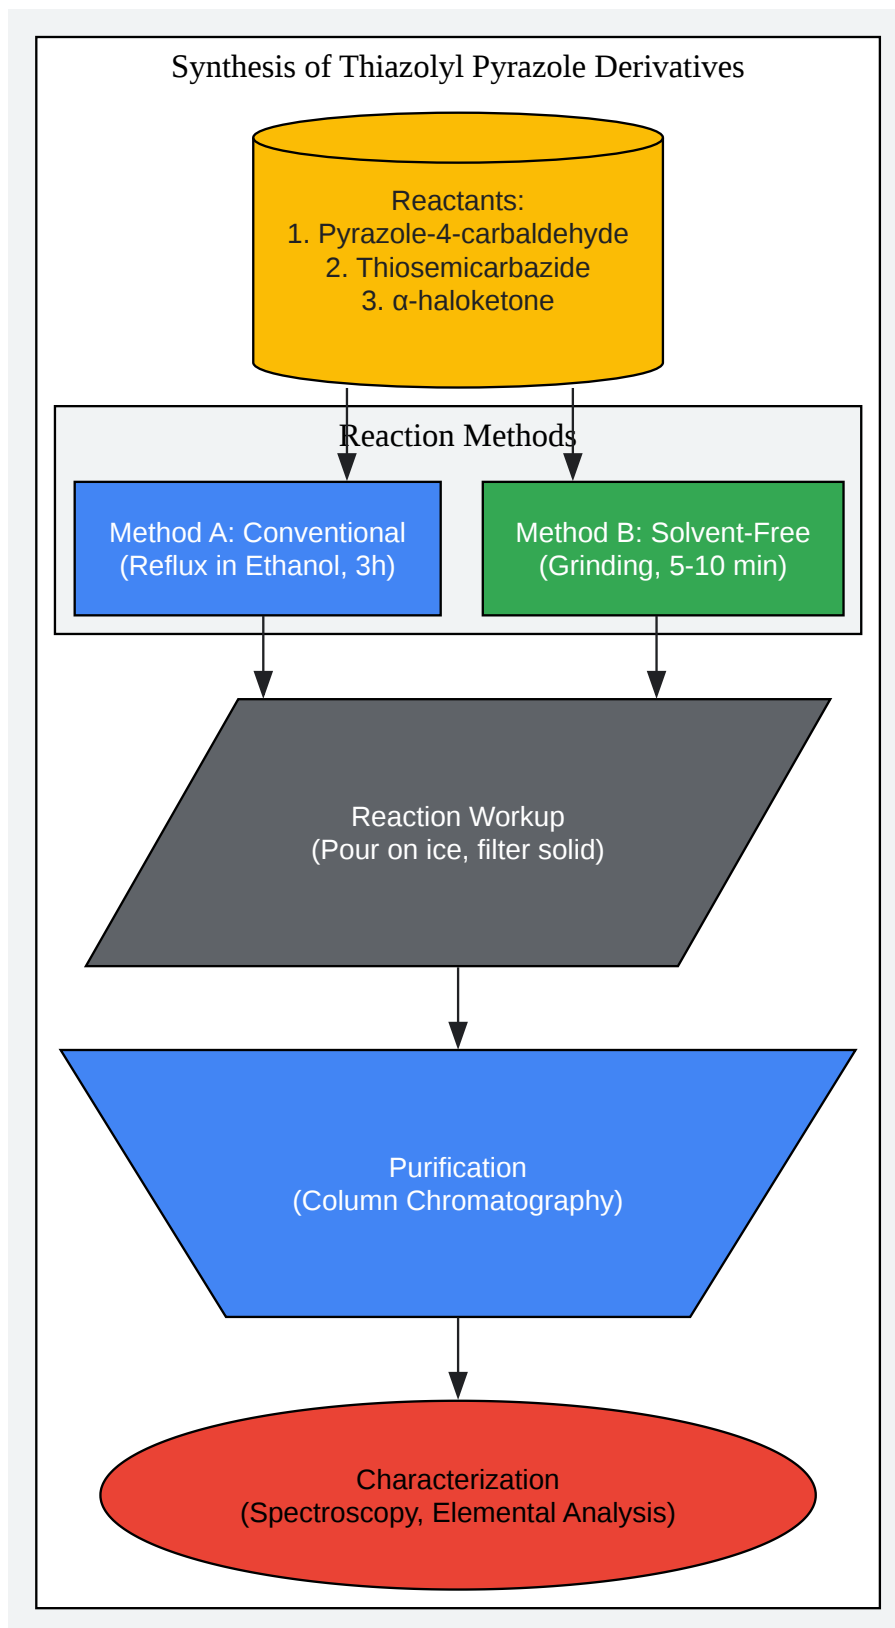 Synthesis of Thiazolyl Pyrazole Derivatives
Reactants:
1. Pyrazole-4-carbaldehyde
2. Thiosemicarbazide
3. α-haloketone
Reaction Methods
Method A: Conventional
(Reflux in Ethanol, 3h)
Method B: Solvent-Free
(Grinding, 5-10 min)
Reaction Workup
(Pour on ice, filter solid)
Purification
(Column Chromatography)
Characterization
(Spectroscopy, Elemental Analysis)